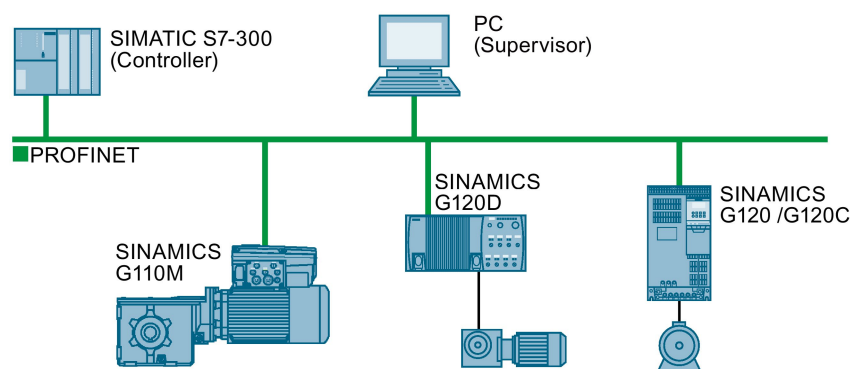 SIMATIC S7-300
(Controller)
PC
(Supervisor)
PROFINET
SINAMICS
G120D
SINAMICS
G120 /G120C
SINAMICS
G110M